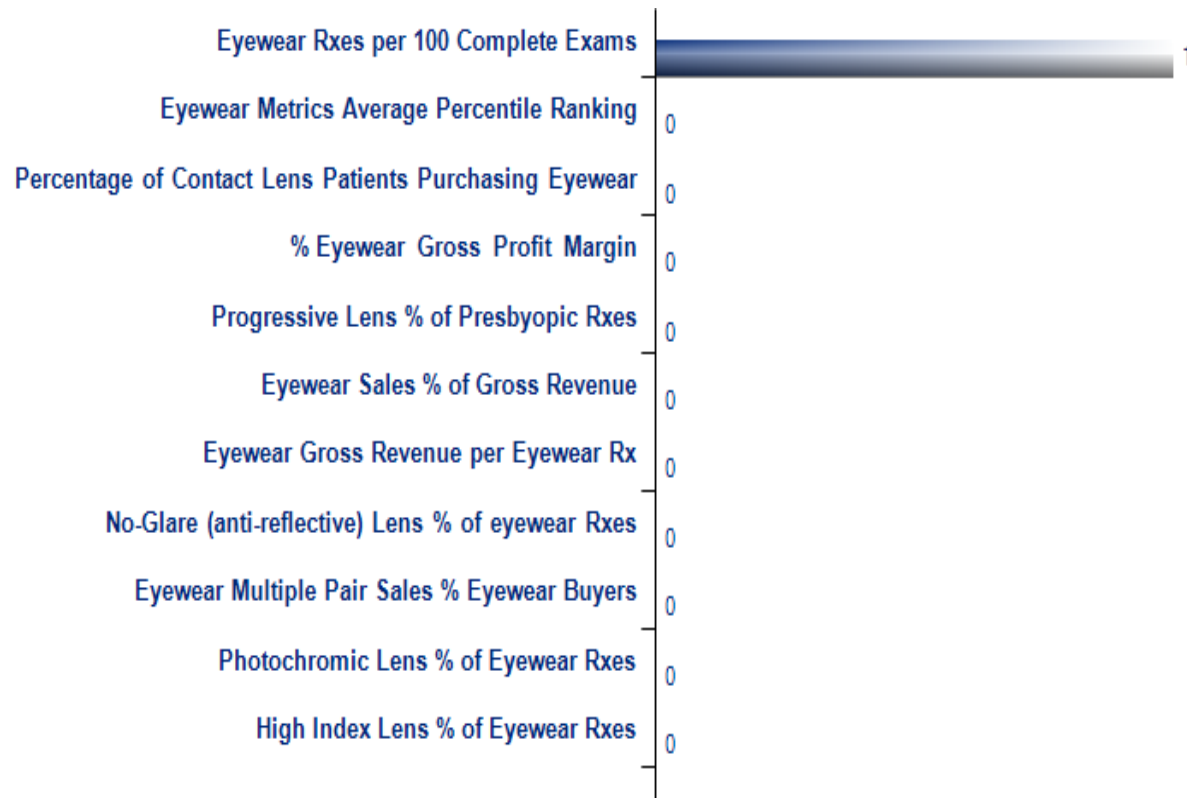 Eyewear Rxes per 100 Complete Exams
Eyewear Metrics Average Percentile Ranking
0
Percentage of Contact Lens Patients Purchasing Eyewear
0
% Eyewear Gross Profit Margin
0
Progressive Lens % of Presbyopic Rxes
0
Eyewear Sales % of Gross Revenue
0
Eyewear Gross Revenue per Eyewear Rx
0
No-Glare (anti-reflective) Lens % of eyewear Rxes
0
Eyewear Multiple Pair Sales % Eyewear Buyers
0
Photochromic Lens % of Eyewear Rxes
0
High Index Lens % of Eyewear Rxes
0